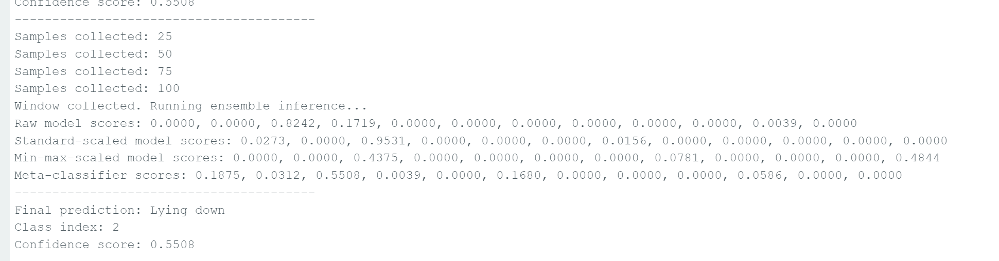 Confidence score: 0.5508
----------------------------------------
Samples collected: 25
Samples collected: 50
Samples collected: 75
Samples collected: 100
Window collected. Running ensemble inference...
Raw model scores: 0.0000, 0.0000, 0.8242, 0.1719, 0.0000, 0.0000, 0.0000, 0.0000, 0.0000, 0.0000, 0.0039, 0.0000
Standard-scaled model scores: 0.0273, 0.0000, 0.9531, 0.0000, 0.0000, 0.0000, 0.0156, 0.0000, 0.0000, 0.0000, 0.0000, 0.0000
Min-max-scaled model scores: 0.0000, 0.0000, 0.4375, 0.0000, 0.0000, 0.0000, 0.0000, 0.0781, 0.0000, 0.0000, 0.0000, 0.4844
Meta-classifier scores: 0.1875, 0.0312, 0.5508, 0.0039, 0.0000, 0.1680, 0.0000, 0.0000, 0.0000, 0.0586, 0.0000, 0.0000
----------------------------------------
Final prediction: Lying down
Class index: 2
Confidence score: 0.5508